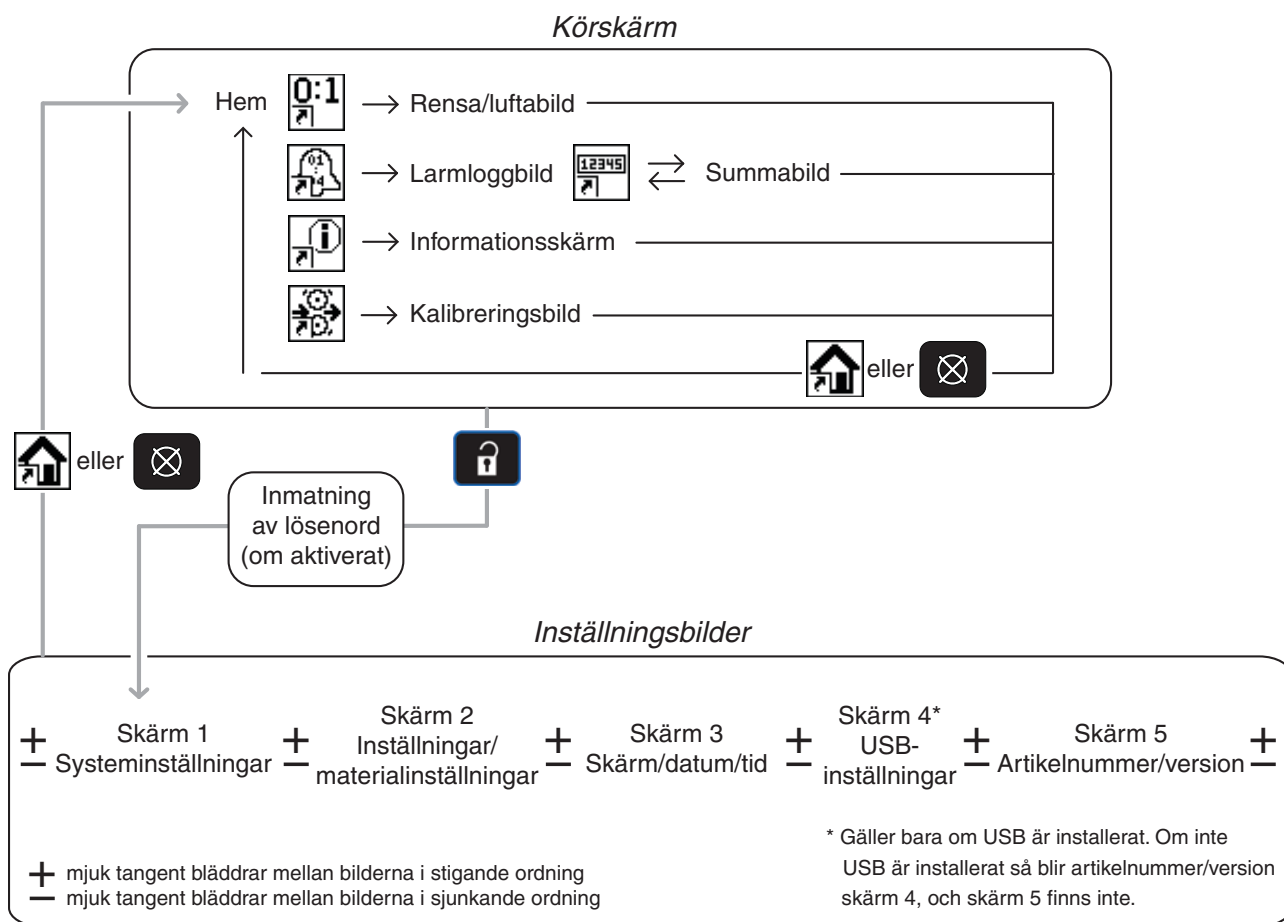 Körskärm
Hem
0:1
Rensa/luftabild
01
4
Larmloggbild
12345
Summabild
i
Informationsskärm
Kalibreringsbild
eller
eller
Inmatning
av lösenord
(om aktiverat)
Inställningsbilder
+
−
Skärm 1
Systeminställningar
+
−
Skärm 2
Inställningar/
materialinställningar
+
−
Skärm 3
Skärm/datum/tid
+
−
Skärm 4*
USB-
inställningar
+
−
Skärm 5
Artikelnummer/version
+
−
+ mjuk tangent bläddrar mellan bilderna i stigande ordning
− mjuk tangent bläddrar mellan bilderna i sjunkande ordning
* Gäller bara om USB är installerat. Om inte
USB är installerat så blir artikelnummer/version
skärm 4, och skärm 5 finns inte.